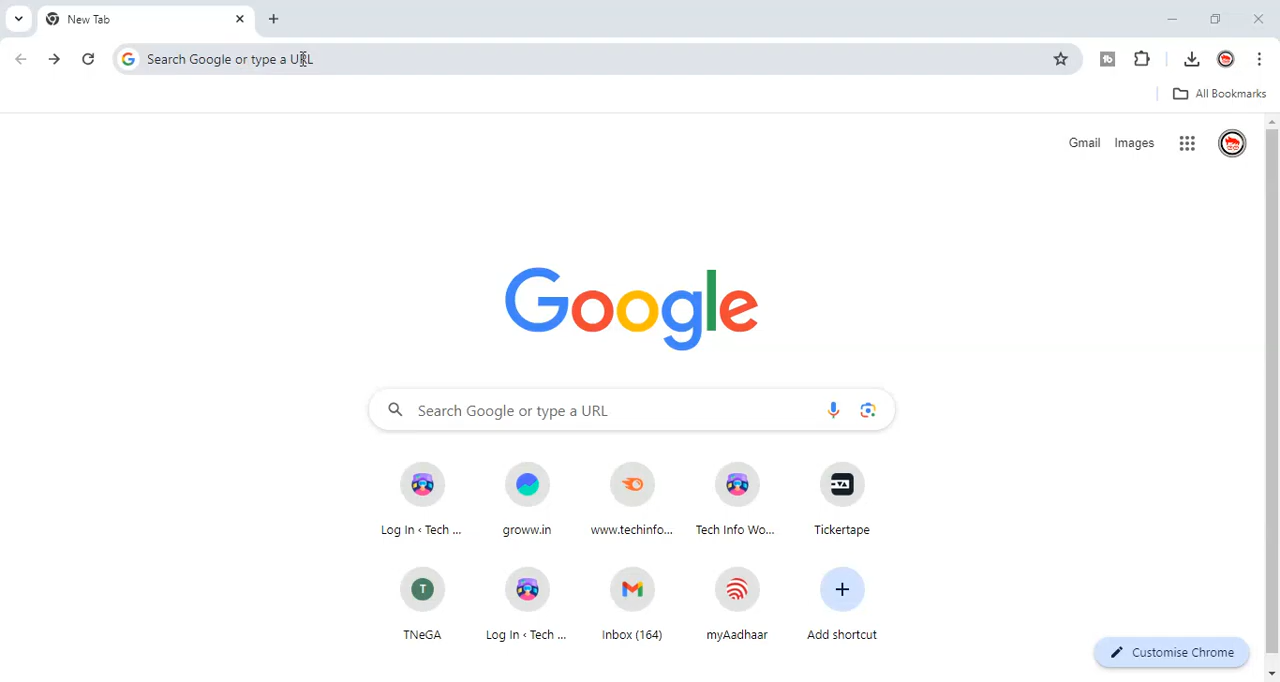 New Tab
Search Google or type a URL
All Bookmarks
Gmail Images
Google
Search Google or type a URL
Log In ‹ Tech ... groww.in www.techinfo... Tech Info Wo... Tickertape
T
TNeGA Log In ‹ Tech ... Inbox (164) myAadhaar Add shortcut
Customise Chrome